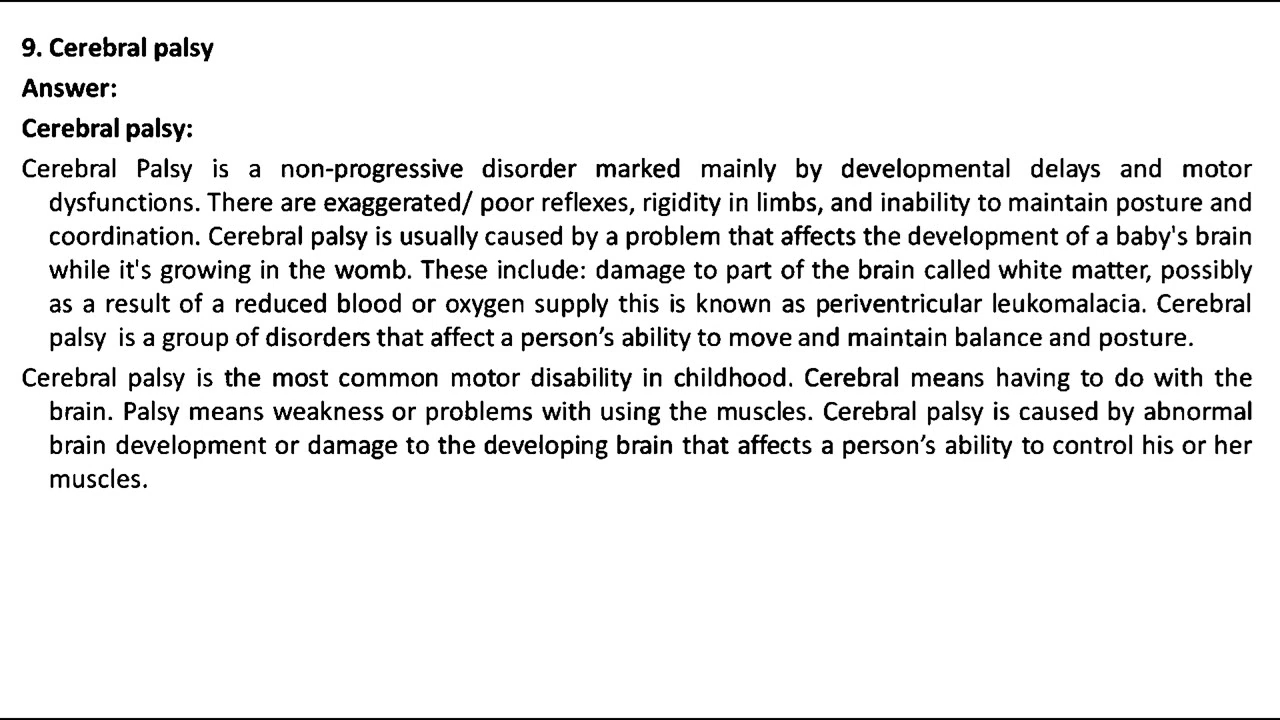 9. Cerebral palsy
Answer:
Cerebral palsy:
Cerebral Palsy is a non-progressive disorder marked mainly by developmental delays and motor
dysfunctions. There are exaggerated/ poor reflexes, rigidity in limbs, and inability to maintain posture and
coordination. Cerebral palsy is usually caused by a problem that affects the development of a baby's brain
while it's growing in the womb. These include: damage to part of the brain called white matter, possibly
as a result of a reduced blood or oxygen supply this is known as periventricular leukomalacia. Cerebral
palsy is a group of disorders that affect a person’s ability to move and maintain balance and posture.
Cerebral palsy is the most common motor disability in childhood. Cerebral means having to do with the
brain. Palsy means weakness or problems with using the muscles. Cerebral palsy is caused by abnormal
brain development or damage to the developing brain that affects a person’s ability to control his or her
muscles.